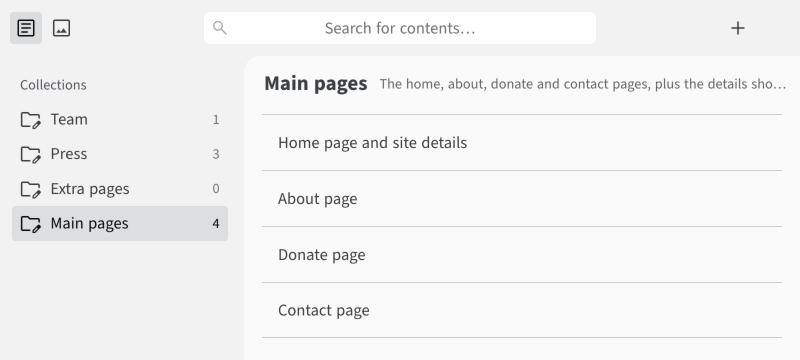 Search for contents…
Collections
Team 1
Press 3
Extra pages 0
Main pages 4
Main pages The home, about, donate and contact pages, plus the details sho…
Home page and site details
About page
Donate page
Contact page